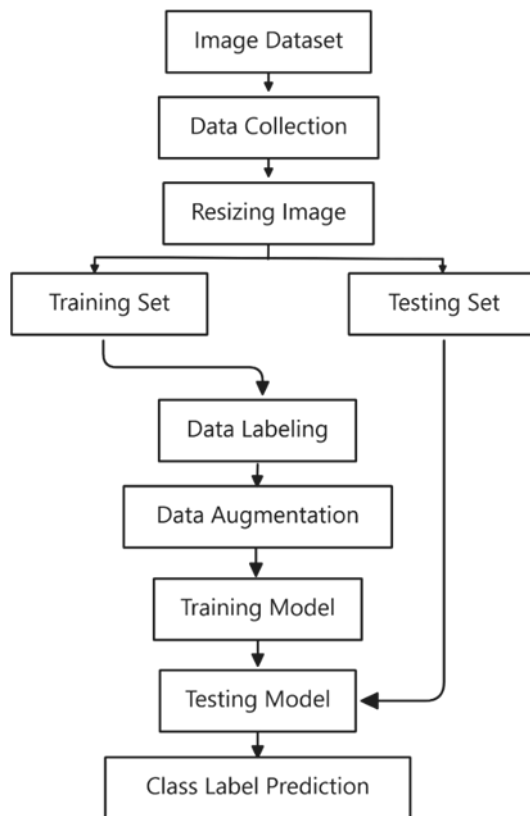 Image Dataset
Data Collection
Resizing Image
Training Set
Testing Set
Data Labeling
Data Augmentation
Training Model
Testing Model
Class Label Prediction